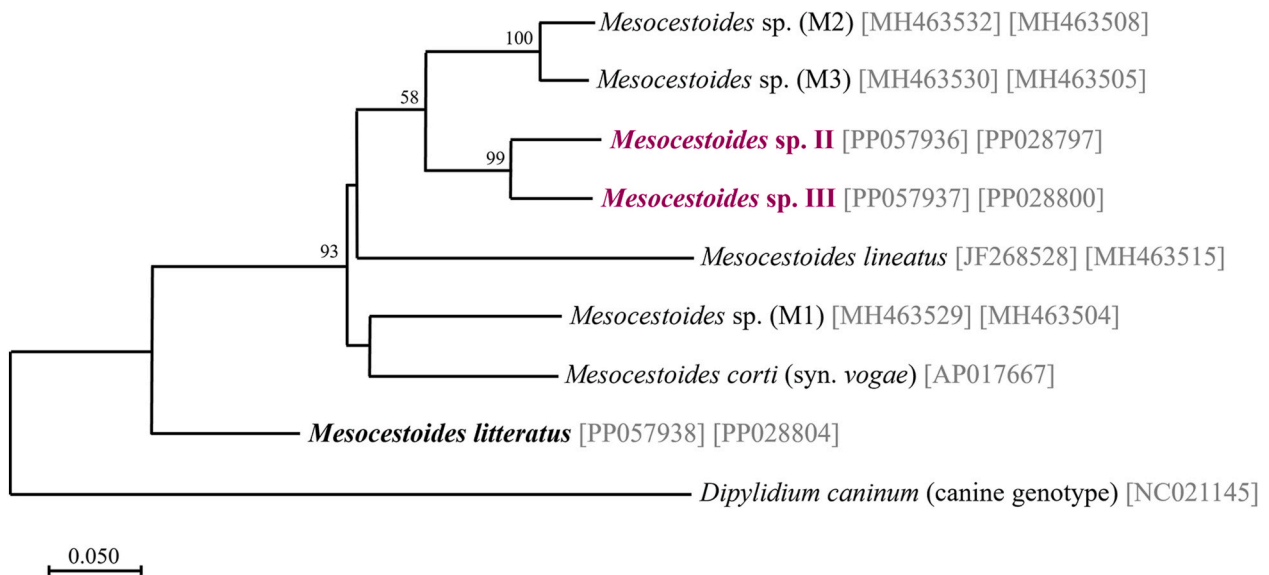 Mesocestoides sp. (M2) [MH463532] [MH463508]
100
Mesocestoides sp. (M3) [MH463530] [MH463505]
58
Mesocestoides sp. II [PP057936] [PP028797]
99
Mesocestoides sp. III [PP057937] [PP028800]
93
Mesocestoides lineatus [JF268528] [MH463515]
Mesocestoides sp. (M1) [MH463529] [MH463504]
Mesocestoides corti (syn. vogae) [AP017667]
Mesocestoides litteratus [PP057938] [PP028804]
Dipylidium caninum (canine genotype) [NC021145]
0.050